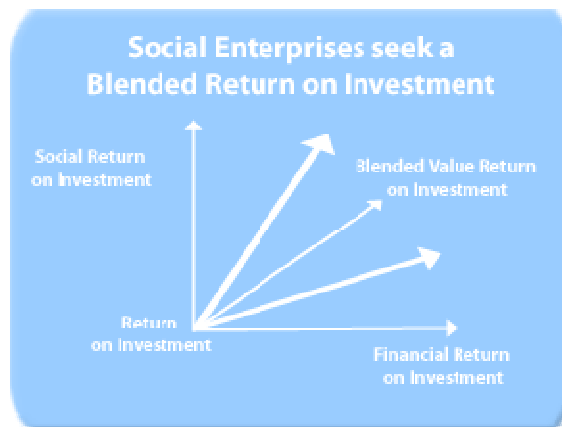 Social Enterprises seek a
Blended Return on Investment
Social Return
on Investment
Blended Value Return
on Investment
Return
on Investment
Financial Return
on Investment